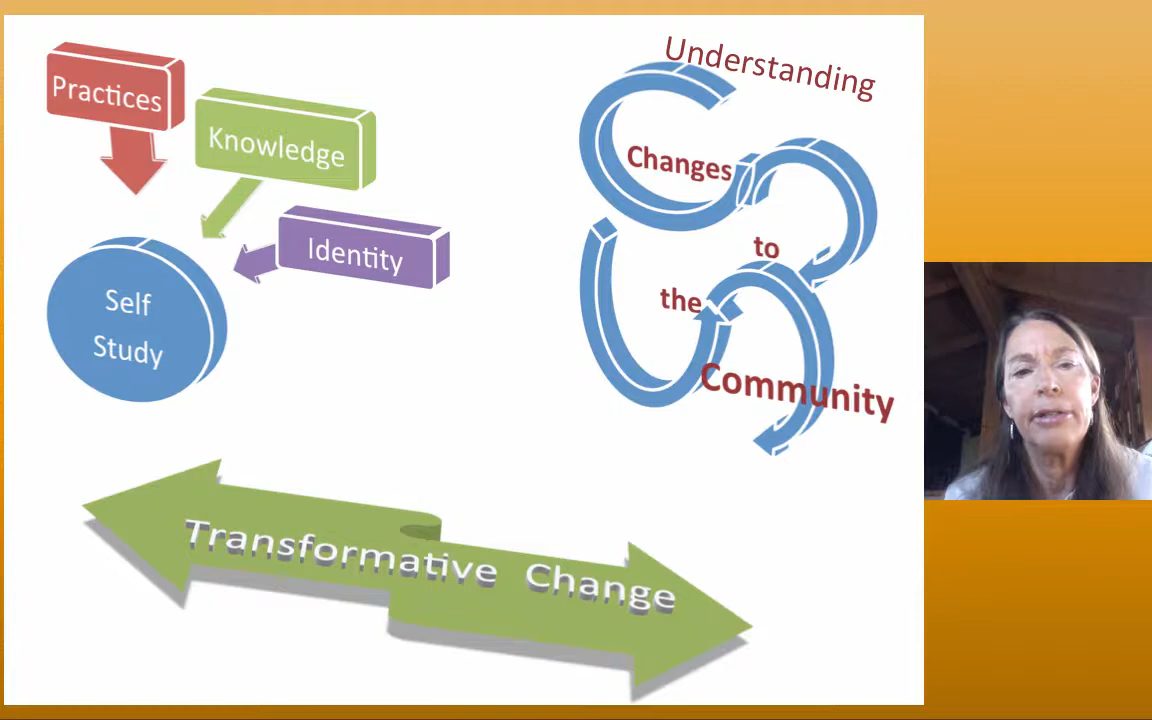 Practices
Knowledge
Identity
Self
Study
Understanding
Changes
to
the
Community
Transformative Change